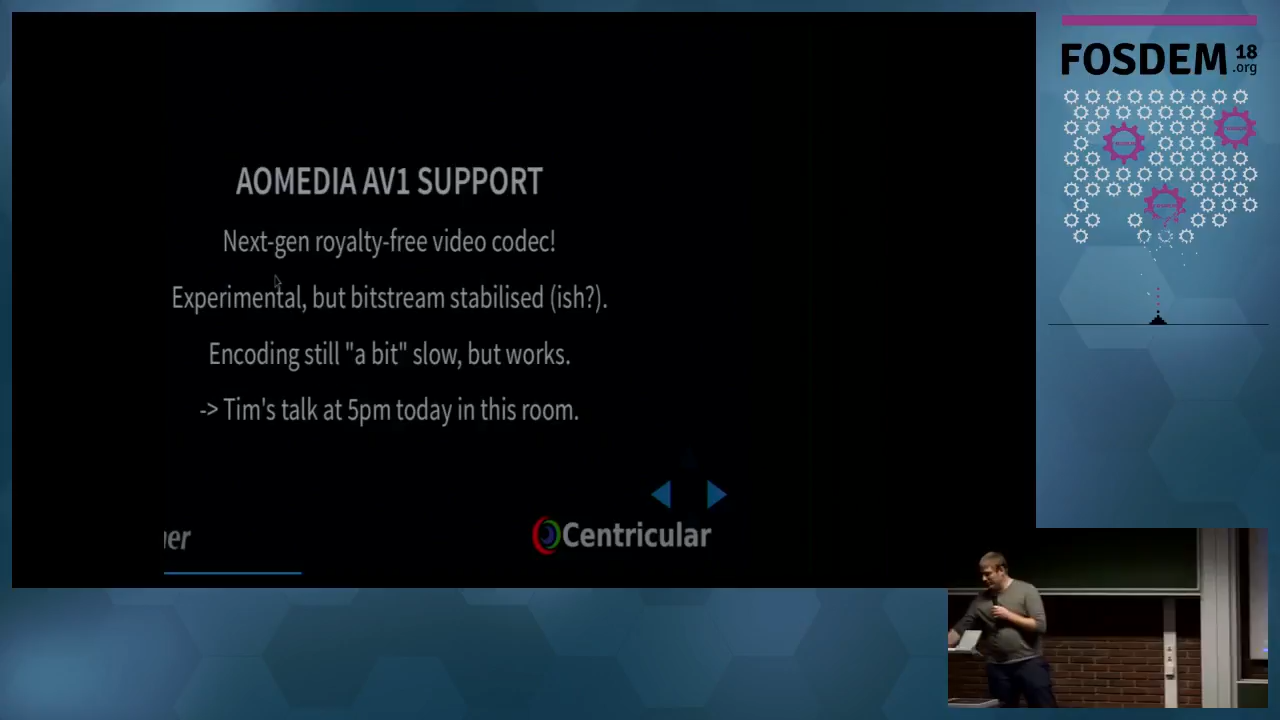 AOMEDIA AV1 SUPPORT
Next-gen royalty-free video codec!
Experimental, but bitstream stabilised (ish?).
Encoding still "a bit" slow, but works.
-> Tim's talk at 5pm today in this room.
Centricular
FOSDEM 18
.org